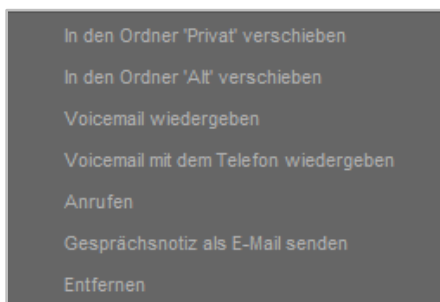 In den Ordner 'Privat' verschieben
In den Ordner 'Alt' verschieben
Voicemail wiedergeben
Voicemail mit dem Telefon wiedergeben
Anrufen
Gesprächsnotiz als E-Mail senden
Entfernen